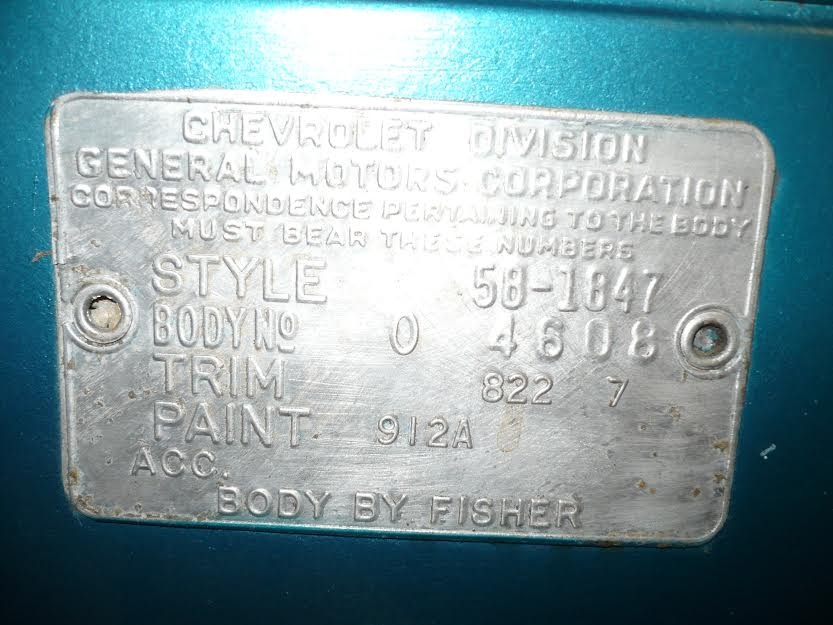 CHEVROLET DIVISION
GENERAL MOTORS CORPORATION
CORRESPONDENCE PERTAINING TO THE BODY
MUST BEAR THESE NUMBERS
STYLE 58-1847
BODY NO 0 4608
TRIM 822 7
PAINT 912A
ACC.
BODY BY FISHER